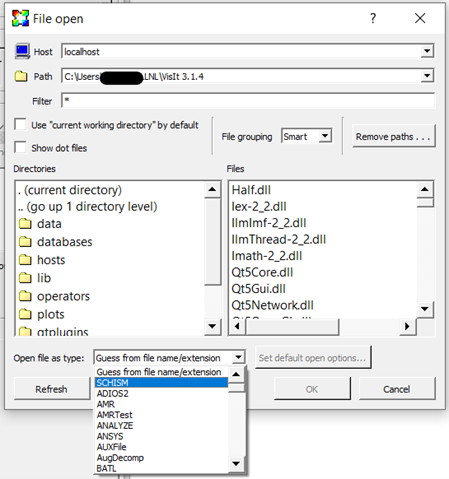 File open
Host
localhost
Path
C:\Users\ LNL\VisIt 3.1.4
Filter
*
Use "current working directory" by default
Show dot files
File grouping
Smart
Remove paths . . .
Directories
Files
. (current directory)
.. (go up 1 directory level)
data
databases
hosts
lib
operators
plots
qtplugins
Half.dll
Iex-2_2.dll
IlmImf-2_2.dll
IlmThread-2_2.dll
Imath-2_2.dll
Qt5Core.dll
Qt5Gui.dll
Qt5Network.dll
Open file as type:
Guess from file name/extension
Set default open options...
Guess from file name/extension
SCHISM
ADIOS2
AMR
AMRTest
ANALYZE
ANSYS
AUXFile
AugDecomp
BATL
Refresh
OK
Cancel